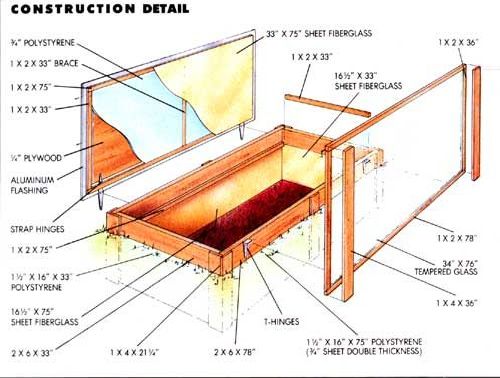 CONSTRUCTION DETAIL
¾" POLYSTYRENE
1 X 2 X 33" BRACE
1 X 2 X 75"
1 X 2 X 33"
¼" PLYWOOD
ALUMINUM
FLASHING
STRAP HINGES
1 X 2 X 75"
1½" X 16" X 33"
POLYSTYRENE
16½" X 75"
SHEET FIBERGLASS
2 X 6 X 33"
1 X 4 X 21¼"
2 X 6 X 78"
T-HINGES
1½" X 16" X 75" POLYSTYRENE
(¾" SHEET DOUBLE THICKNESS)
33" X 75" SHEET FIBERGLASS
1 X 2 X 33"
16½" X 33"
SHEET FIBERGLASS
1 X 2 X 36"
1 X 2 X 78"
34" X 76"
TEMPERED GLASS
1 X 4 X 36"